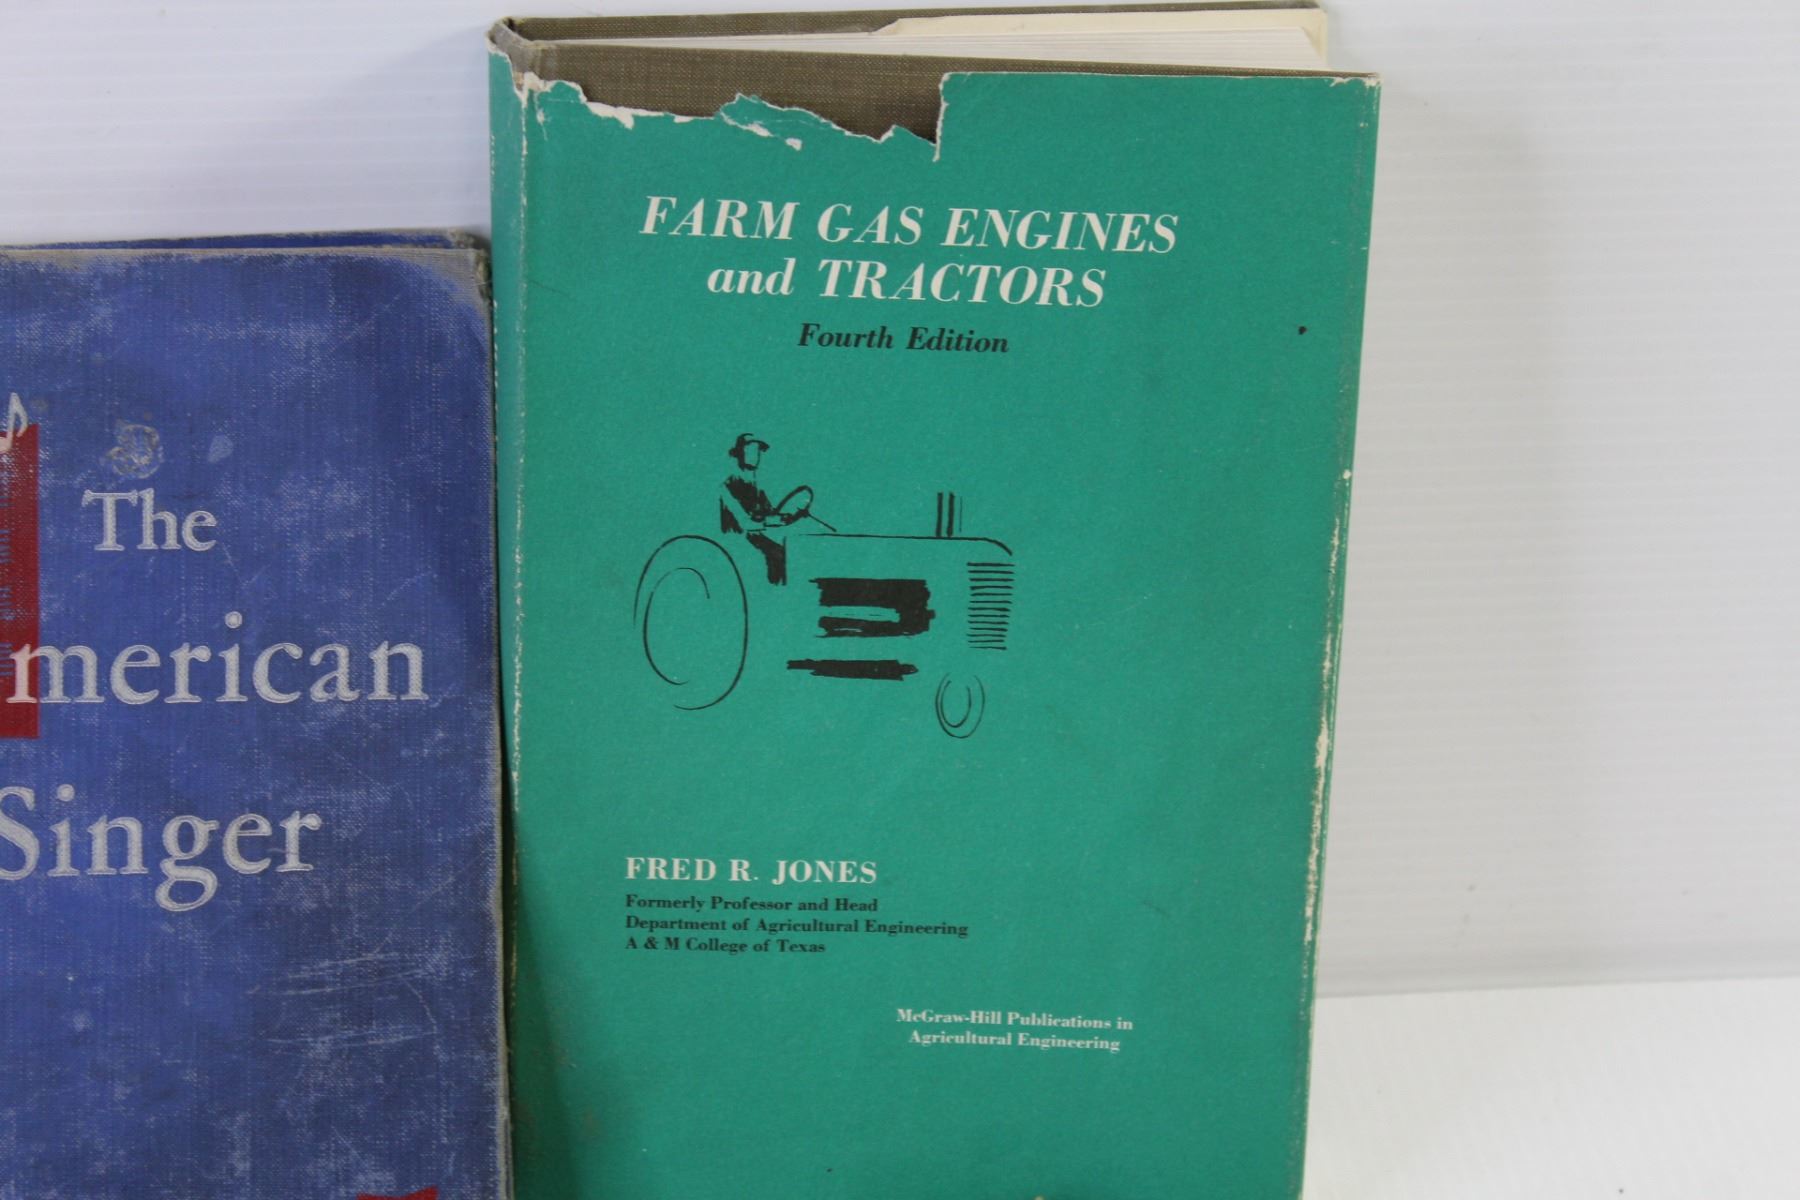 The
merican
Singer
FARM GAS ENGINES
and TRACTORS
Fourth Edition
FRED R. JONES
Formerly Professor and Head
Department of Agricultural Engineering
A & M College of Texas
McGraw-Hill Publications in
Agricultural Engineering